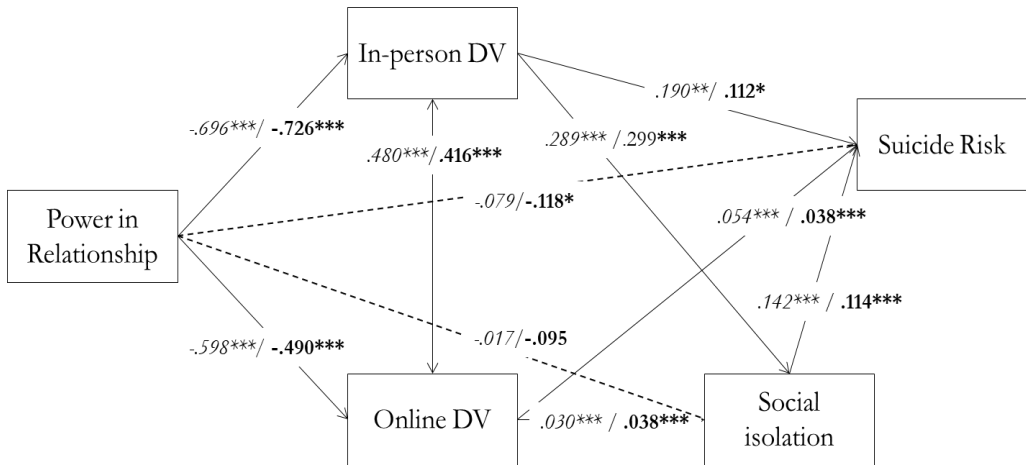 In-person DV
.190**/ .112*
-.696***/ -.726***
.289*** /.299***
Suicide Risk
.480***/.416***
-.079/-.118*
Power in
Relationship
.054*** / .038***
.142*** / .114***
-.598***/ -.490***
-.017/-.095
Online DV
.030*** / .038***
Social
isolation